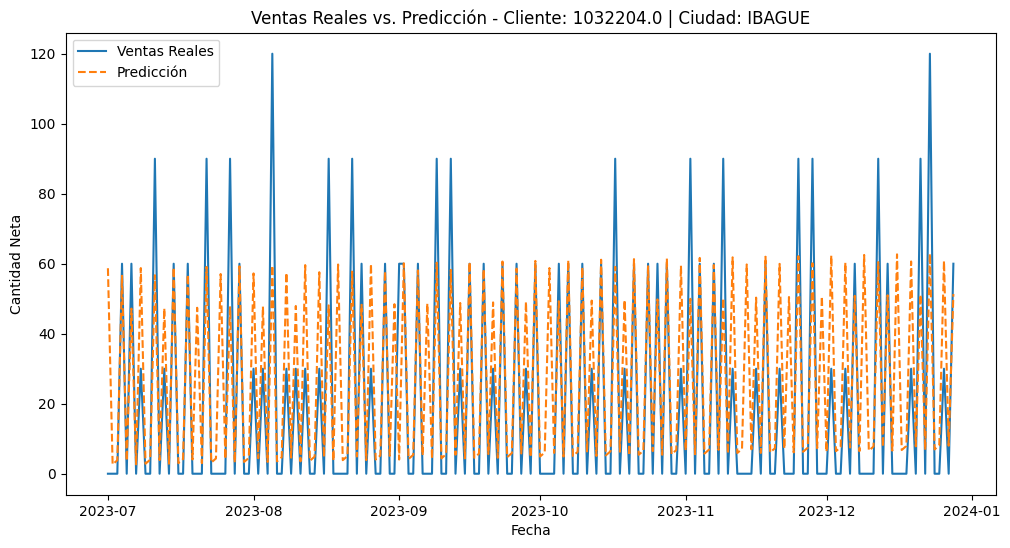 Ventas Reales vs. Predicción - Cliente: 1032204.0 | Ciudad: IBAGUE
Ventas Reales
Predicción
Cantidad Neta
120
100
80
60
40
20
0
2023-07
2023-08
2023-09
2023-10
2023-11
2023-12
2024-01
Fecha